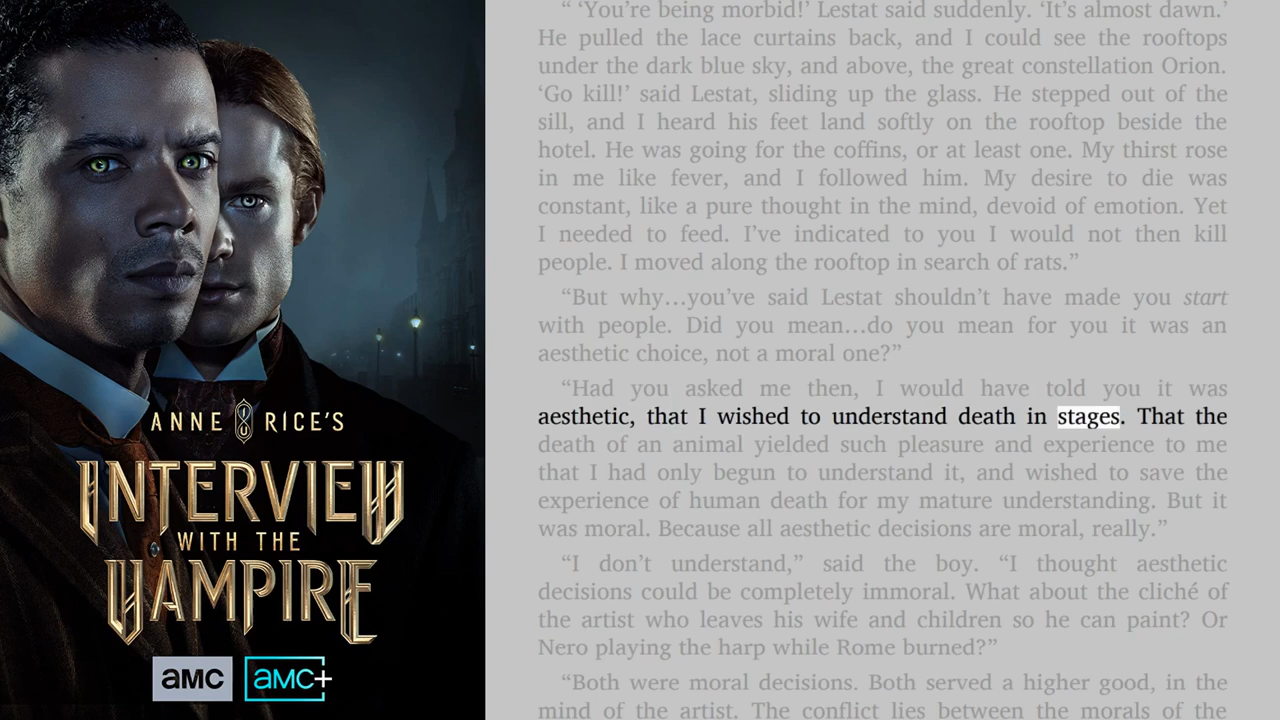 ANNE RICE'S
INTERVIEW
WITH THE
VAMPIRE
amc
amc+
“ ‘You’re being morbid!’ Lestat said suddenly. ‘It’s almost dawn.’
He pulled the lace curtains back, and I could see the rooftops
under the dark blue sky, and above, the great constellation Orion.
‘Go kill!’ said Lestat, sliding up the glass. He stepped out of the
sill, and I heard his feet land softly on the rooftop beside the
hotel. He was going for the coffins, or at least one. My thirst rose
in me like fever, and I followed him. My desire to die was
constant, like a pure thought in the mind, devoid of emotion. Yet
I needed to feed. I’ve indicated to you I would not then kill
people. I moved along the rooftop in search of rats.”
“But why…you’ve said Lestat shouldn’t have made you start
with people. Did you mean…do you mean for you it was an
aesthetic choice, not a moral one?”
“Had you asked me then, I would have told you it was
aesthetic, that I wished to understand death in stages. That the
death of an animal yielded such pleasure and experience to me
that I had only begun to understand it, and wished to save the
experience of human death for my mature understanding. But it
was moral. Because all aesthetic decisions are moral, really.”
“I don’t understand,” said the boy. “I thought aesthetic
decisions could be completely immoral. What about the cliché of
the artist who leaves his wife and children so he can paint? Or
Nero playing the harp while Rome burned?”
“Both were moral decisions. Both served a higher good, in the
mind of the artist. The conflict lies between the morals of the